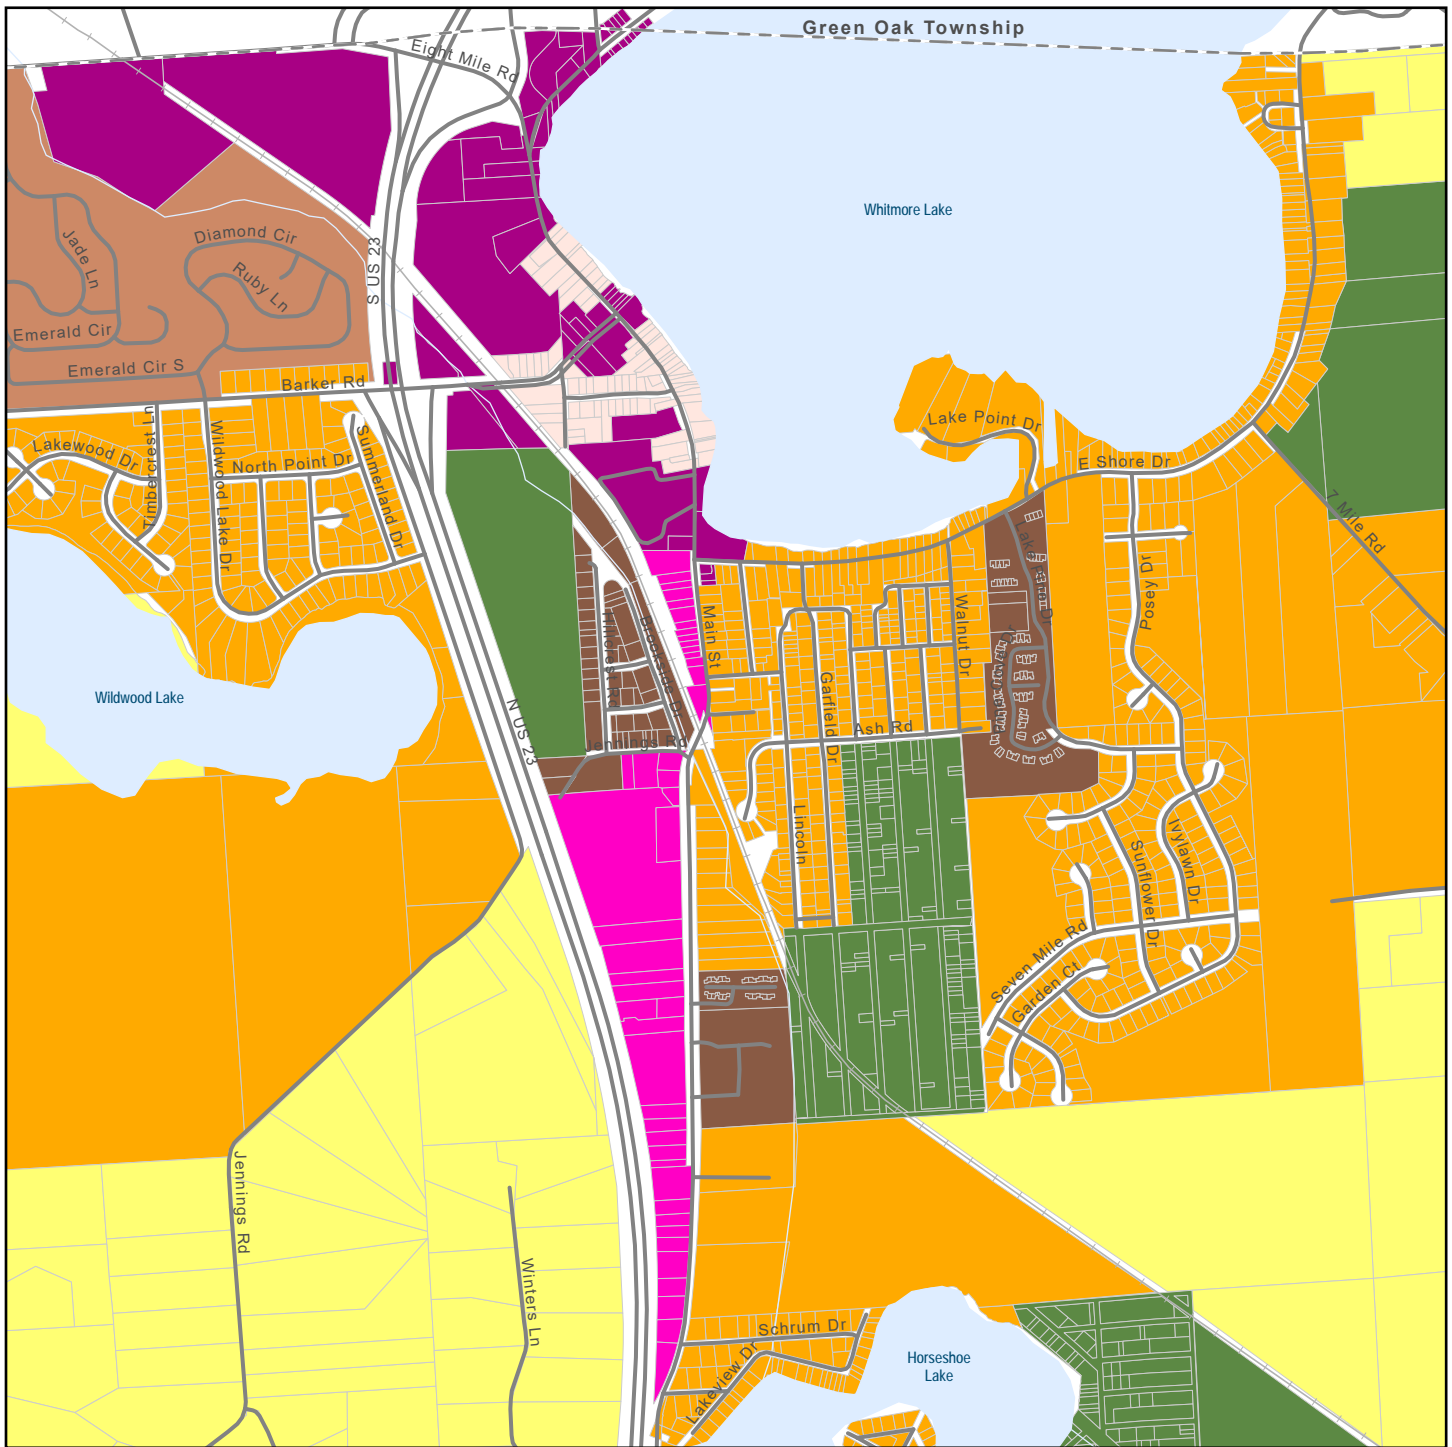 Green Oak Township
Eight Mile Rd
Whitmore Lake
Jade Ln
Diamond Cir
Ruby Ln
S US 23
Emerald Cir
Emerald Cir S
Barker Rd
Lake Point Dr
Lakewood Dr
Timbercrest Ln
Wildwood Lake Dr
North Point Dr
Summerland Dr
E Shore Dr
7 Mile Rd
Posey Dr
Walnut Dr
Main St
Hillcrest Rd
Brookside Dr
Jennings Rd
Garfield Dr
Ash Rd
Wildwood Lake
N US 23
Lincoln
Ivylawn Dr
Sunflower Dr
Seven Mile Rd
Garden Ct
Jennings Rd
Winters Ln
Schrum Dr
Lakeview Dr
Horseshoe
Lake